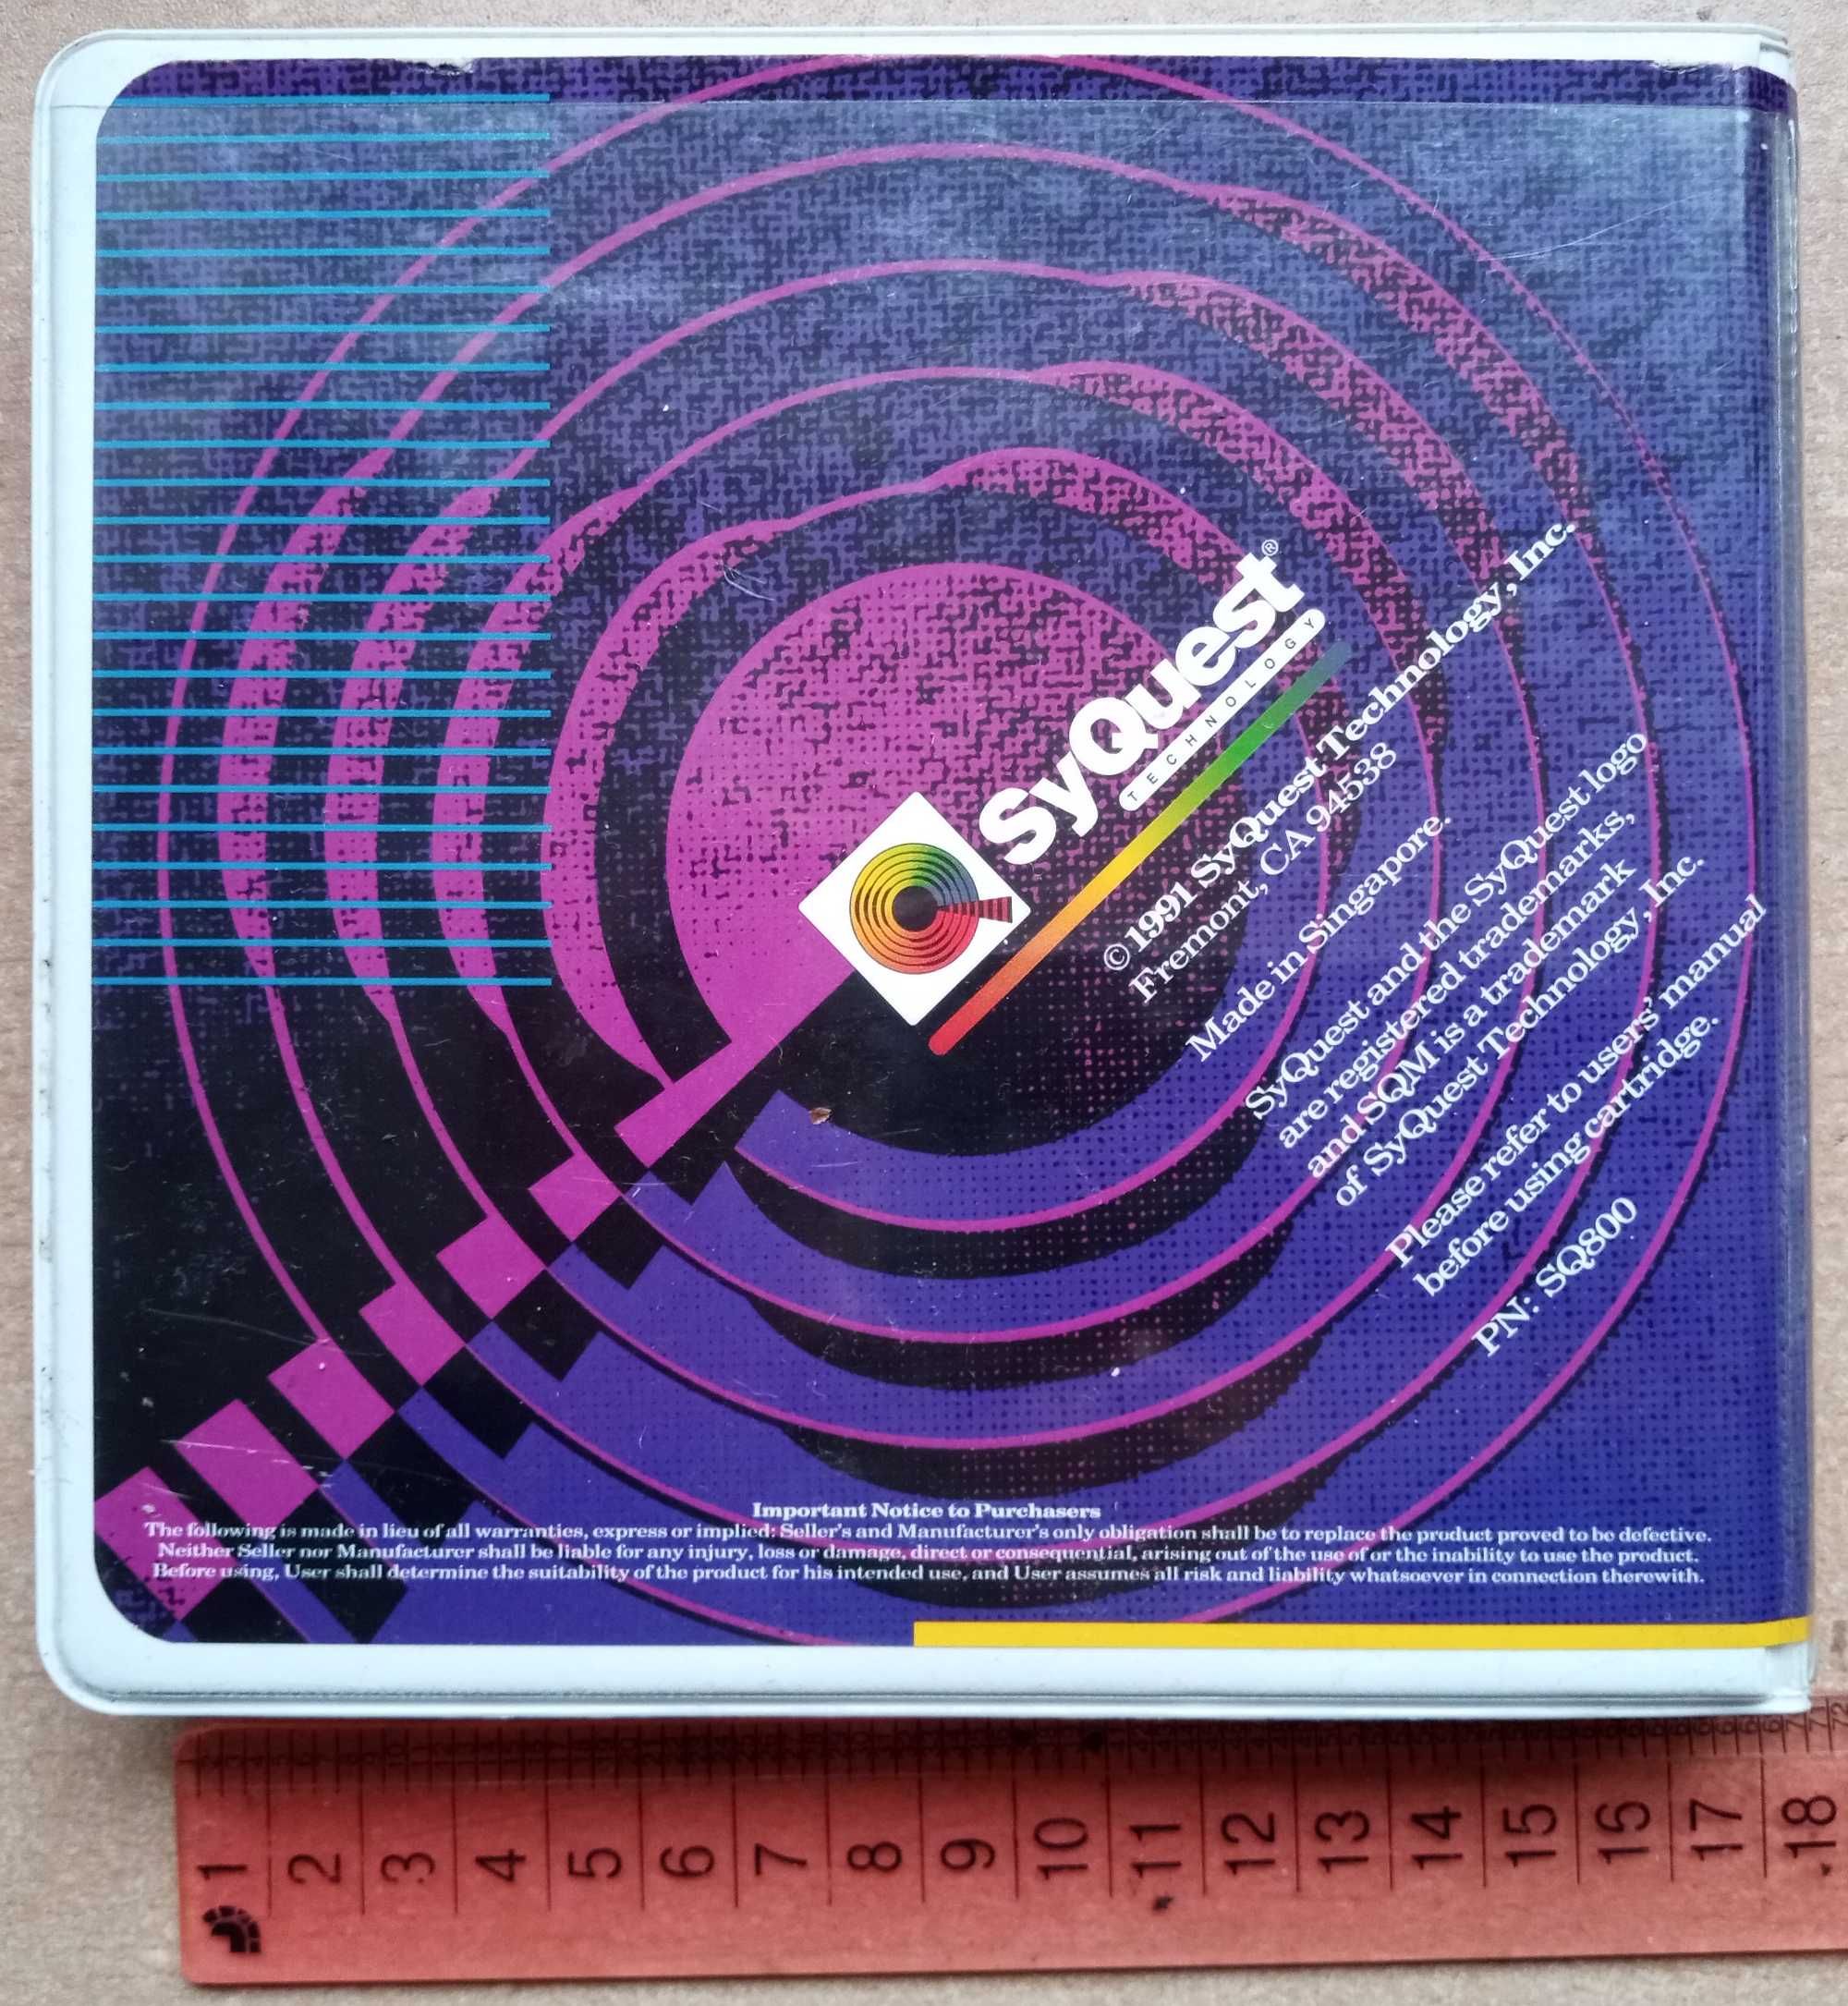 SyQuest®
TECHNOLOGY
© 1991 SyQuest Technology, Inc.
Fremont, CA 94538
Made in Singapore.
SyQuest and the SyQuest logo
are registered trademarks,
and SQM is a trademark
of SyQuest Technology, Inc.
Please refer to users' manual
before using cartridge.
PN: SQ800
Important Notice to Purchasers
The following is made in lieu of all warranties, express or implied: Seller's and Manufacturer's only obligation shall be to replace the product proved to be defective.
Neither Seller nor Manufacturer shall be liable for any injury, loss or damage, direct or consequential, arising out of the use of or the inability to use the product.
Before using, User shall determine the suitability of the product for his intended use, and User assumes all risk and liability whatsoever in connection therewith.
1 2 3 4 5 6 7 8 9 10 11 12 13 14 15 16 17 18